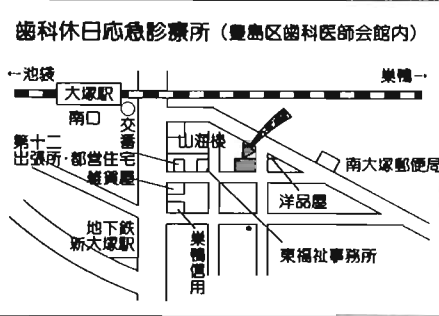 歯科休日応急診療所（豊島区歯科医師会館内）
←池袋
巣鴨→
大塚駅
南口
交番
山海楼
第十二
出張所・都営住宅
雑貨屋
南大塚郵便局
洋品屋
地下鉄
新大塚駅
巣鴨信用
東福祉事務所